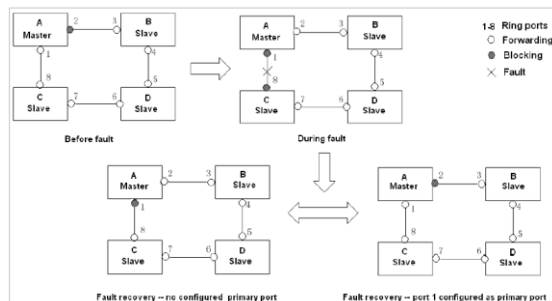 A
Master
2
3
B
Slave
1
4
8
5
C
Slave
7
6
D
Slave
Before fault
A
Master
2
3
B
Slave
1
4
8
5
C
Slave
7
6
D
Slave
During fault
1-8 Ring ports
Forwarding
Blocking
Fault
A
Master
2
3
B
Slave
1
4
8
5
C
Slave
7
6
D
Slave
Fault recovery -- no configured primary port
A
Master
2
3
B
Slave
1
4
8
5
C
Slave
7
6
D
Slave
Fault recovery -- port 1 configured as primary port